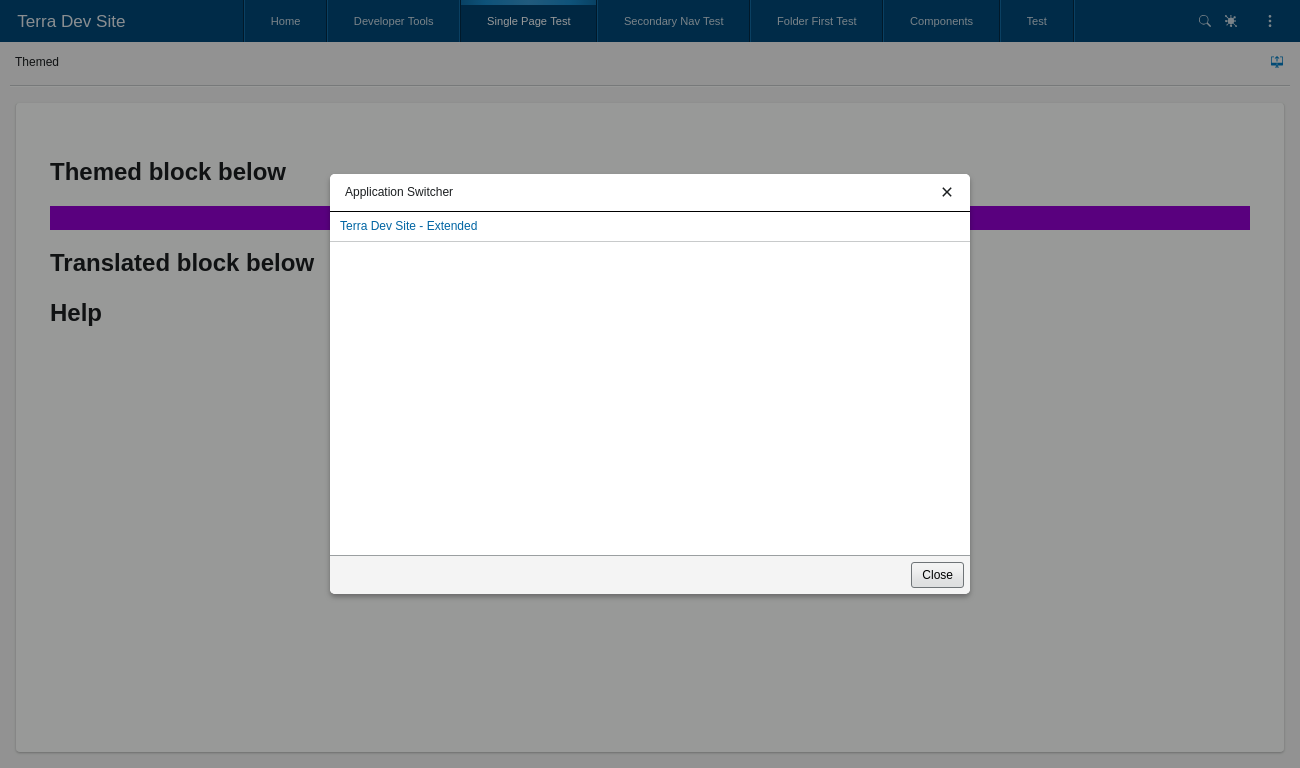 Terra Dev Site
Home
Developer Tools
Single Page Test
Secondary Nav Test
Folder First Test
Components
Test
Themed
Themed block below
Translated block below
Help
Application Switcher
Terra Dev Site - Extended
Close